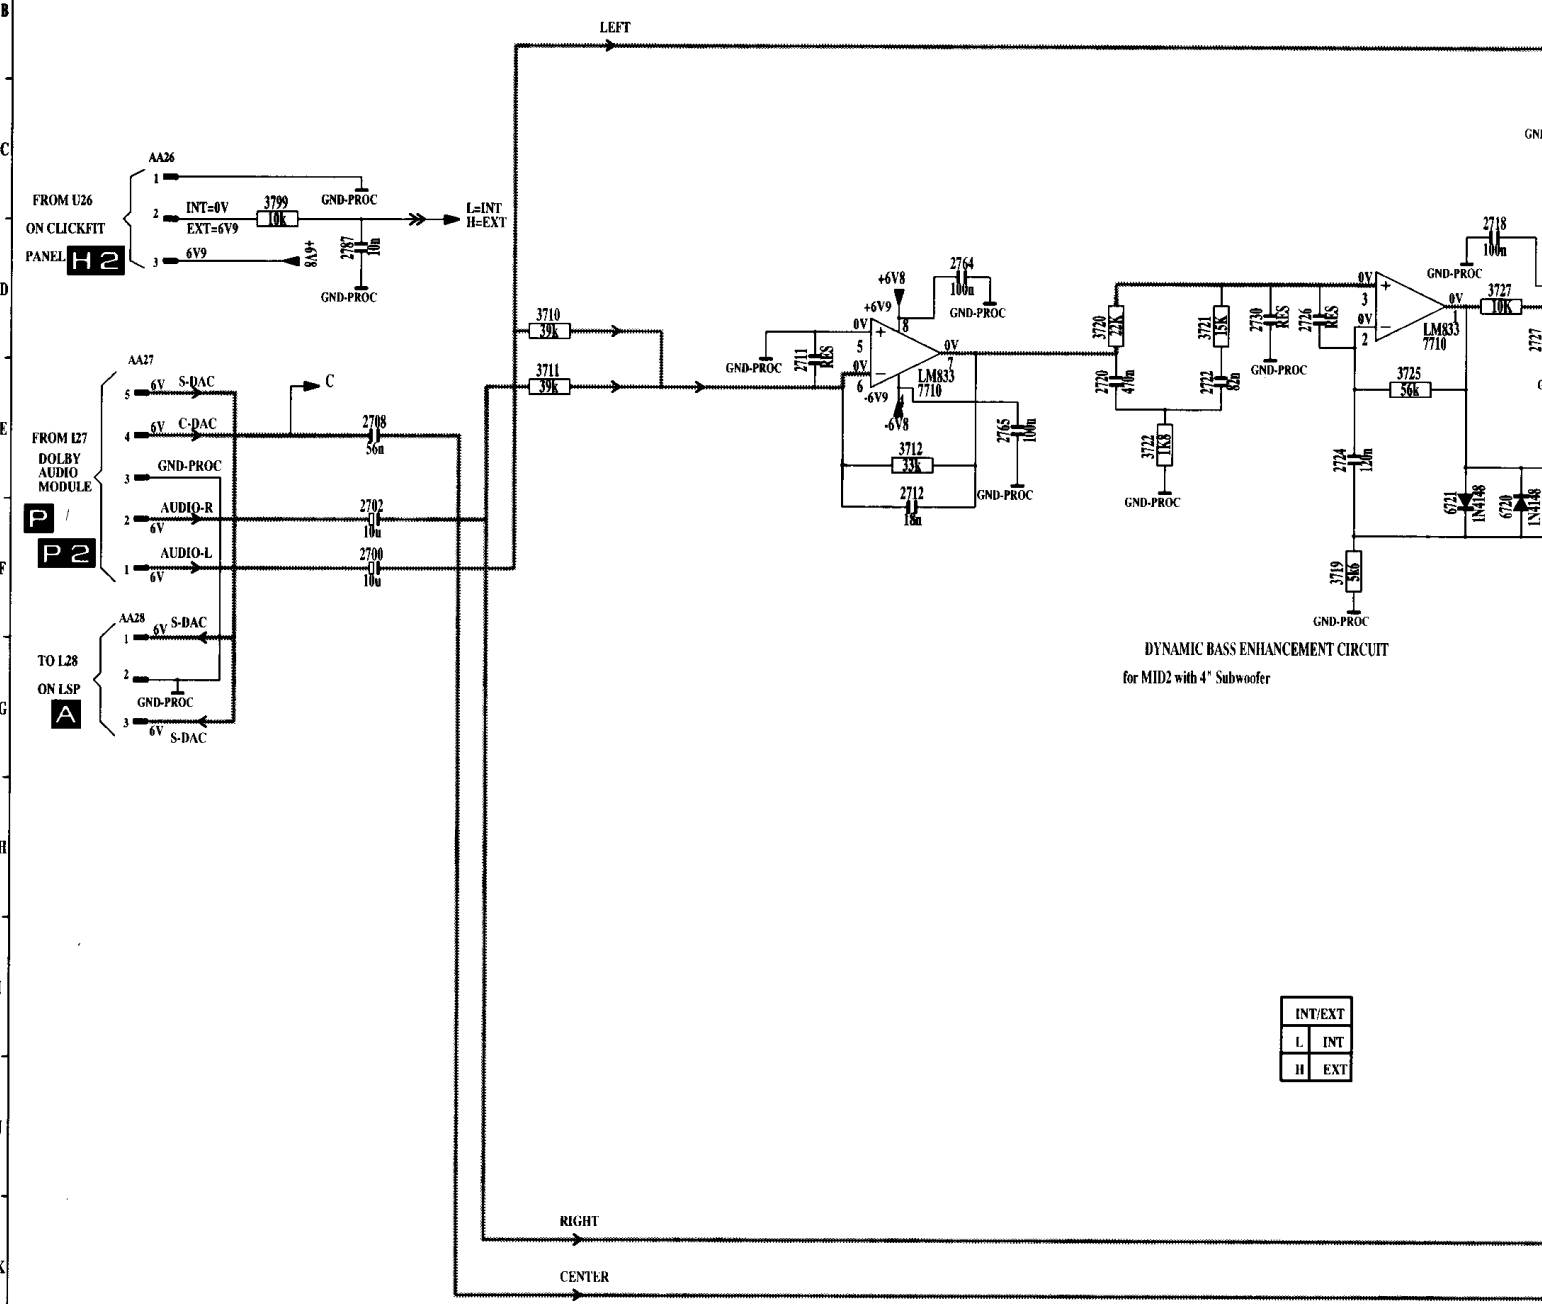 B
LEFT
C
AA26
1
FROM U26
GND-PROC
2
INT=0V
3799
10k
L=INT
H=EXT
ON CLICKFIT
EXT=6V9
2787
10n
PANEL
H 2
3
6V9
+6V8
GND-PROC
D
2718
100n
GND-PROC
+6V8
2764
100n
+6V9
GND-PROC
3710
39k
0V
5
8
2711
RES
GND-PROC
0V
6
0V
7
LM833
7710
-6V9
4
-6V8
3711
39k
2765
100n
GND-PROC
3712
33k
2712
18n
3720
22K
3721
15K
2730
RES
2726
RES
2720
470n
2722
82n
GND-PROC
3722
1K8
GND-PROC
0V
3
0V
2
0V
1
LM833
7710
3727
10K
2727
3725
56k
2724
120n
6721
1N4148
6720
1N4148
3719
5k6
GND-PROC
AA27
5
6V
S-DAC
C
E
4
6V
C-DAC
2708
56n
FROM I27
DOLBY
AUDIO
MODULE
GND-PROC
3
P
P 2
2
AUDIO-R
6V
2702
10u
F
1
AUDIO-L
6V
2700
10u
AA28
1
6V
S-DAC
TO L28
2
ON LSP
GND-PROC
A
3
6V
S-DAC
G
DYNAMIC BASS ENHANCEMENT CIRCUIT
for MID2 with 4" Subwoofer
H
INT/EXT
L INT
H EXT
RIGHT
K
CENTER